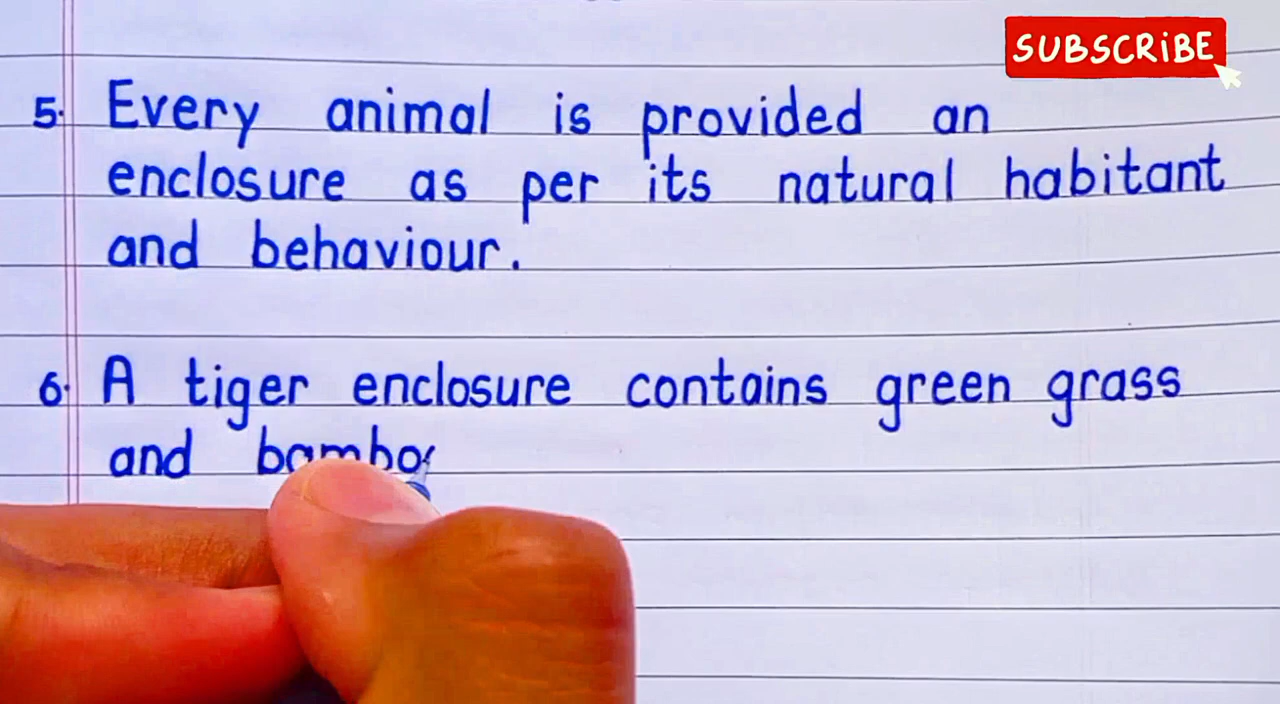 SUBSCRiBE
5. Every animal is provided an
enclosure as per its natural habitant
and behaviour.
6. A tiger enclosure contains green grass
and